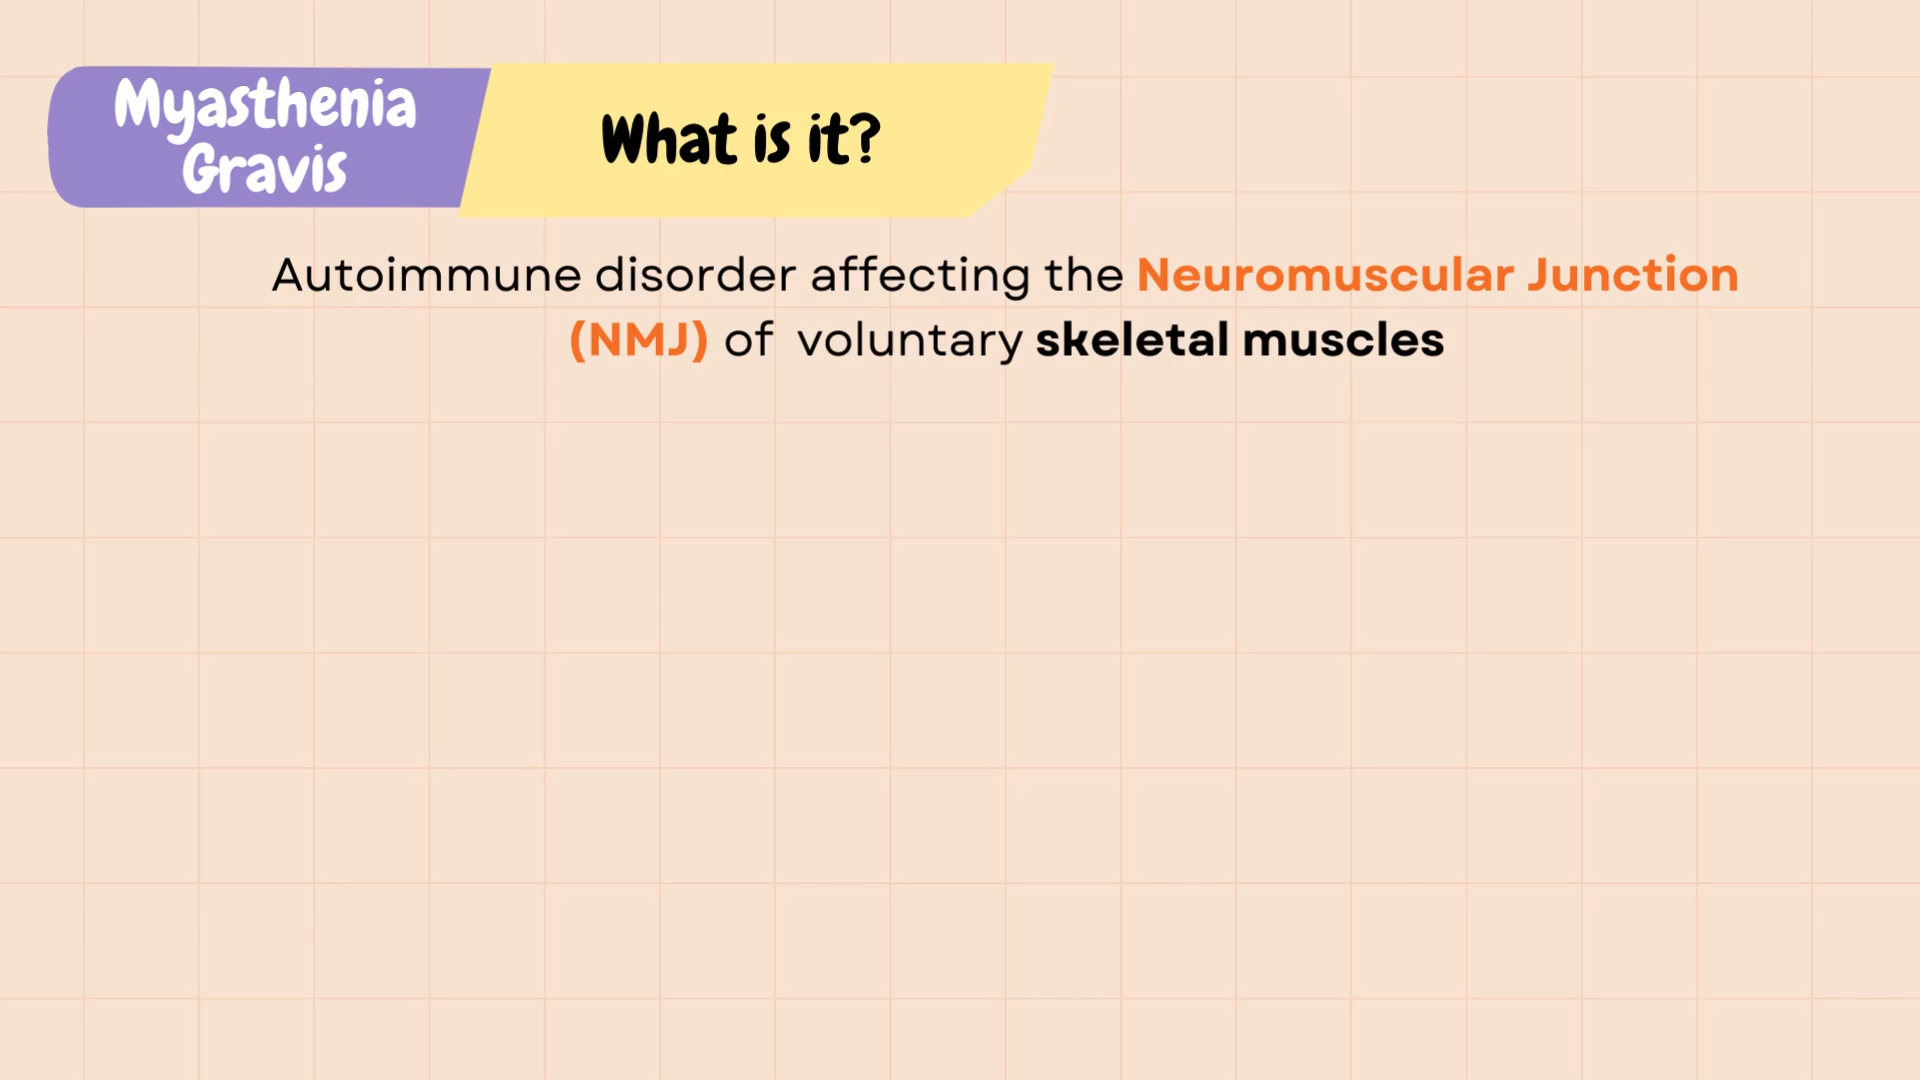 Myasthenia
Gravis
What is it?
Autoimmune disorder affecting the Neuromuscular Junction
(NMJ) of voluntary skeletal muscles